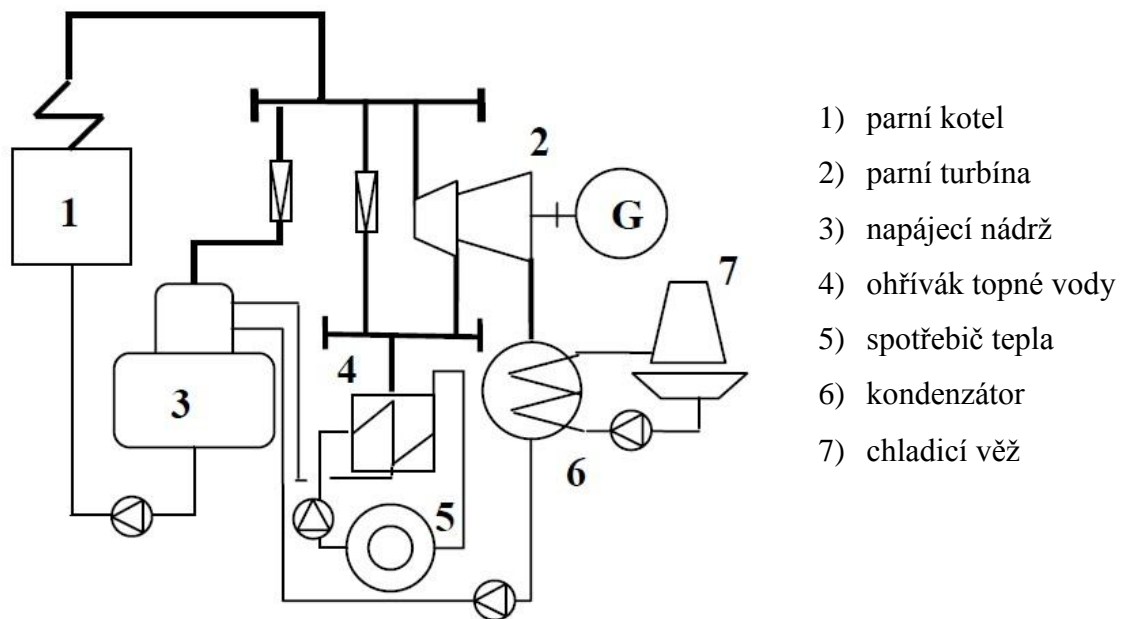 1
2
G
7
3
4
5
6
1) parní kotel
2) parní turbína
3) napájecí nádrž
4) ohřívák topné vody
5) spotřebič tepla
6) kondenzátor
7) chladicí věž